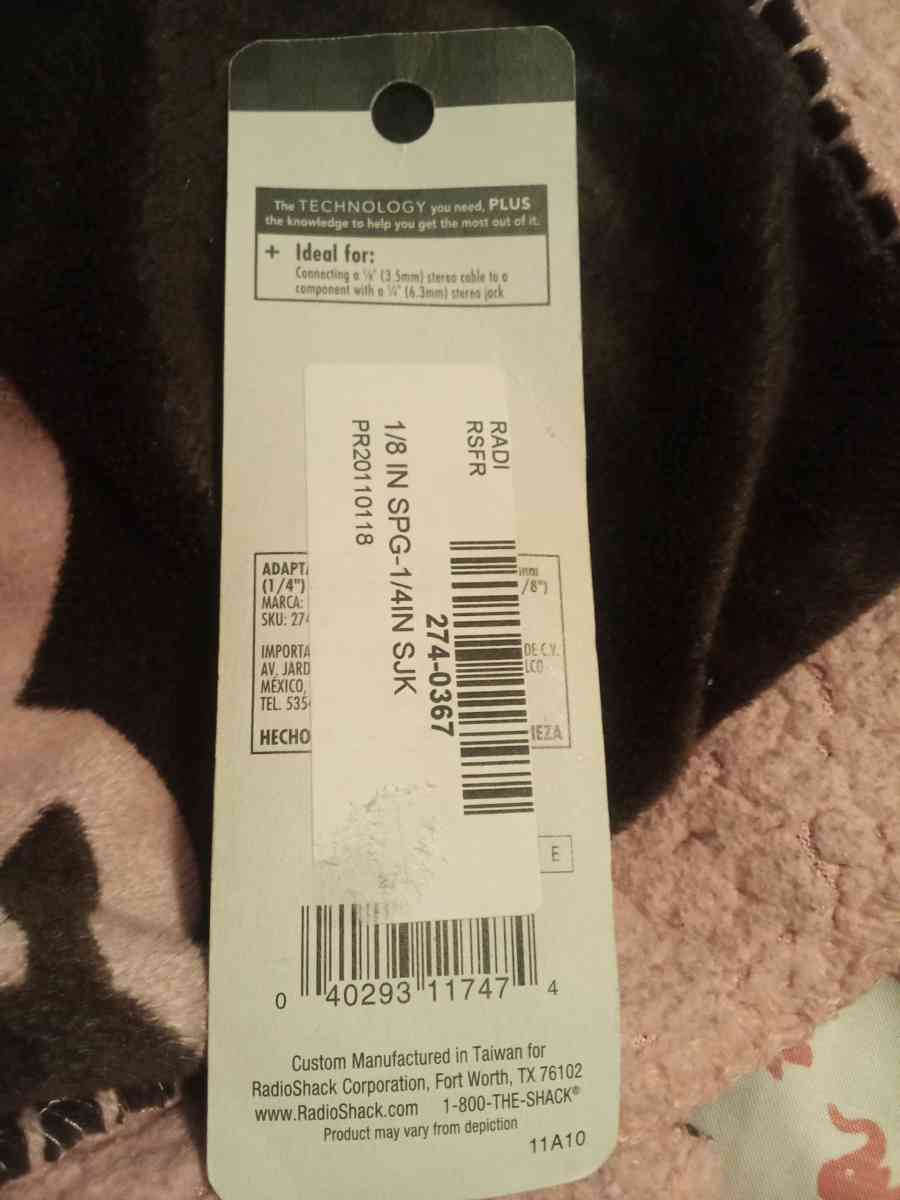 The TECHNOLOGY you need, PLUS
the knowledge to help you get the most out of it.
+ Ideal for:
Connecting a ⅛" (3.5mm) stereo cable to a
component with a ¼" (6.3mm) stereo jack
RADI
RSFR
274-0367
1/8 IN SPG-1/4IN SJK
PR20110118
ADAPTA
(1/4")
MARCA:
SKU: 274
IMPORTA
AV. JARD
MÉXICO,
TEL. 535
HECHO
mm
/8")
DE C.V.
LCO
IEZA
E
0 40293 11747 4
Custom Manufactured in Taiwan for
RadioShack Corporation, Fort Worth, TX 76102
www.RadioShack.com 1-800-THE-SHACK®
Product may vary from depiction
11A10